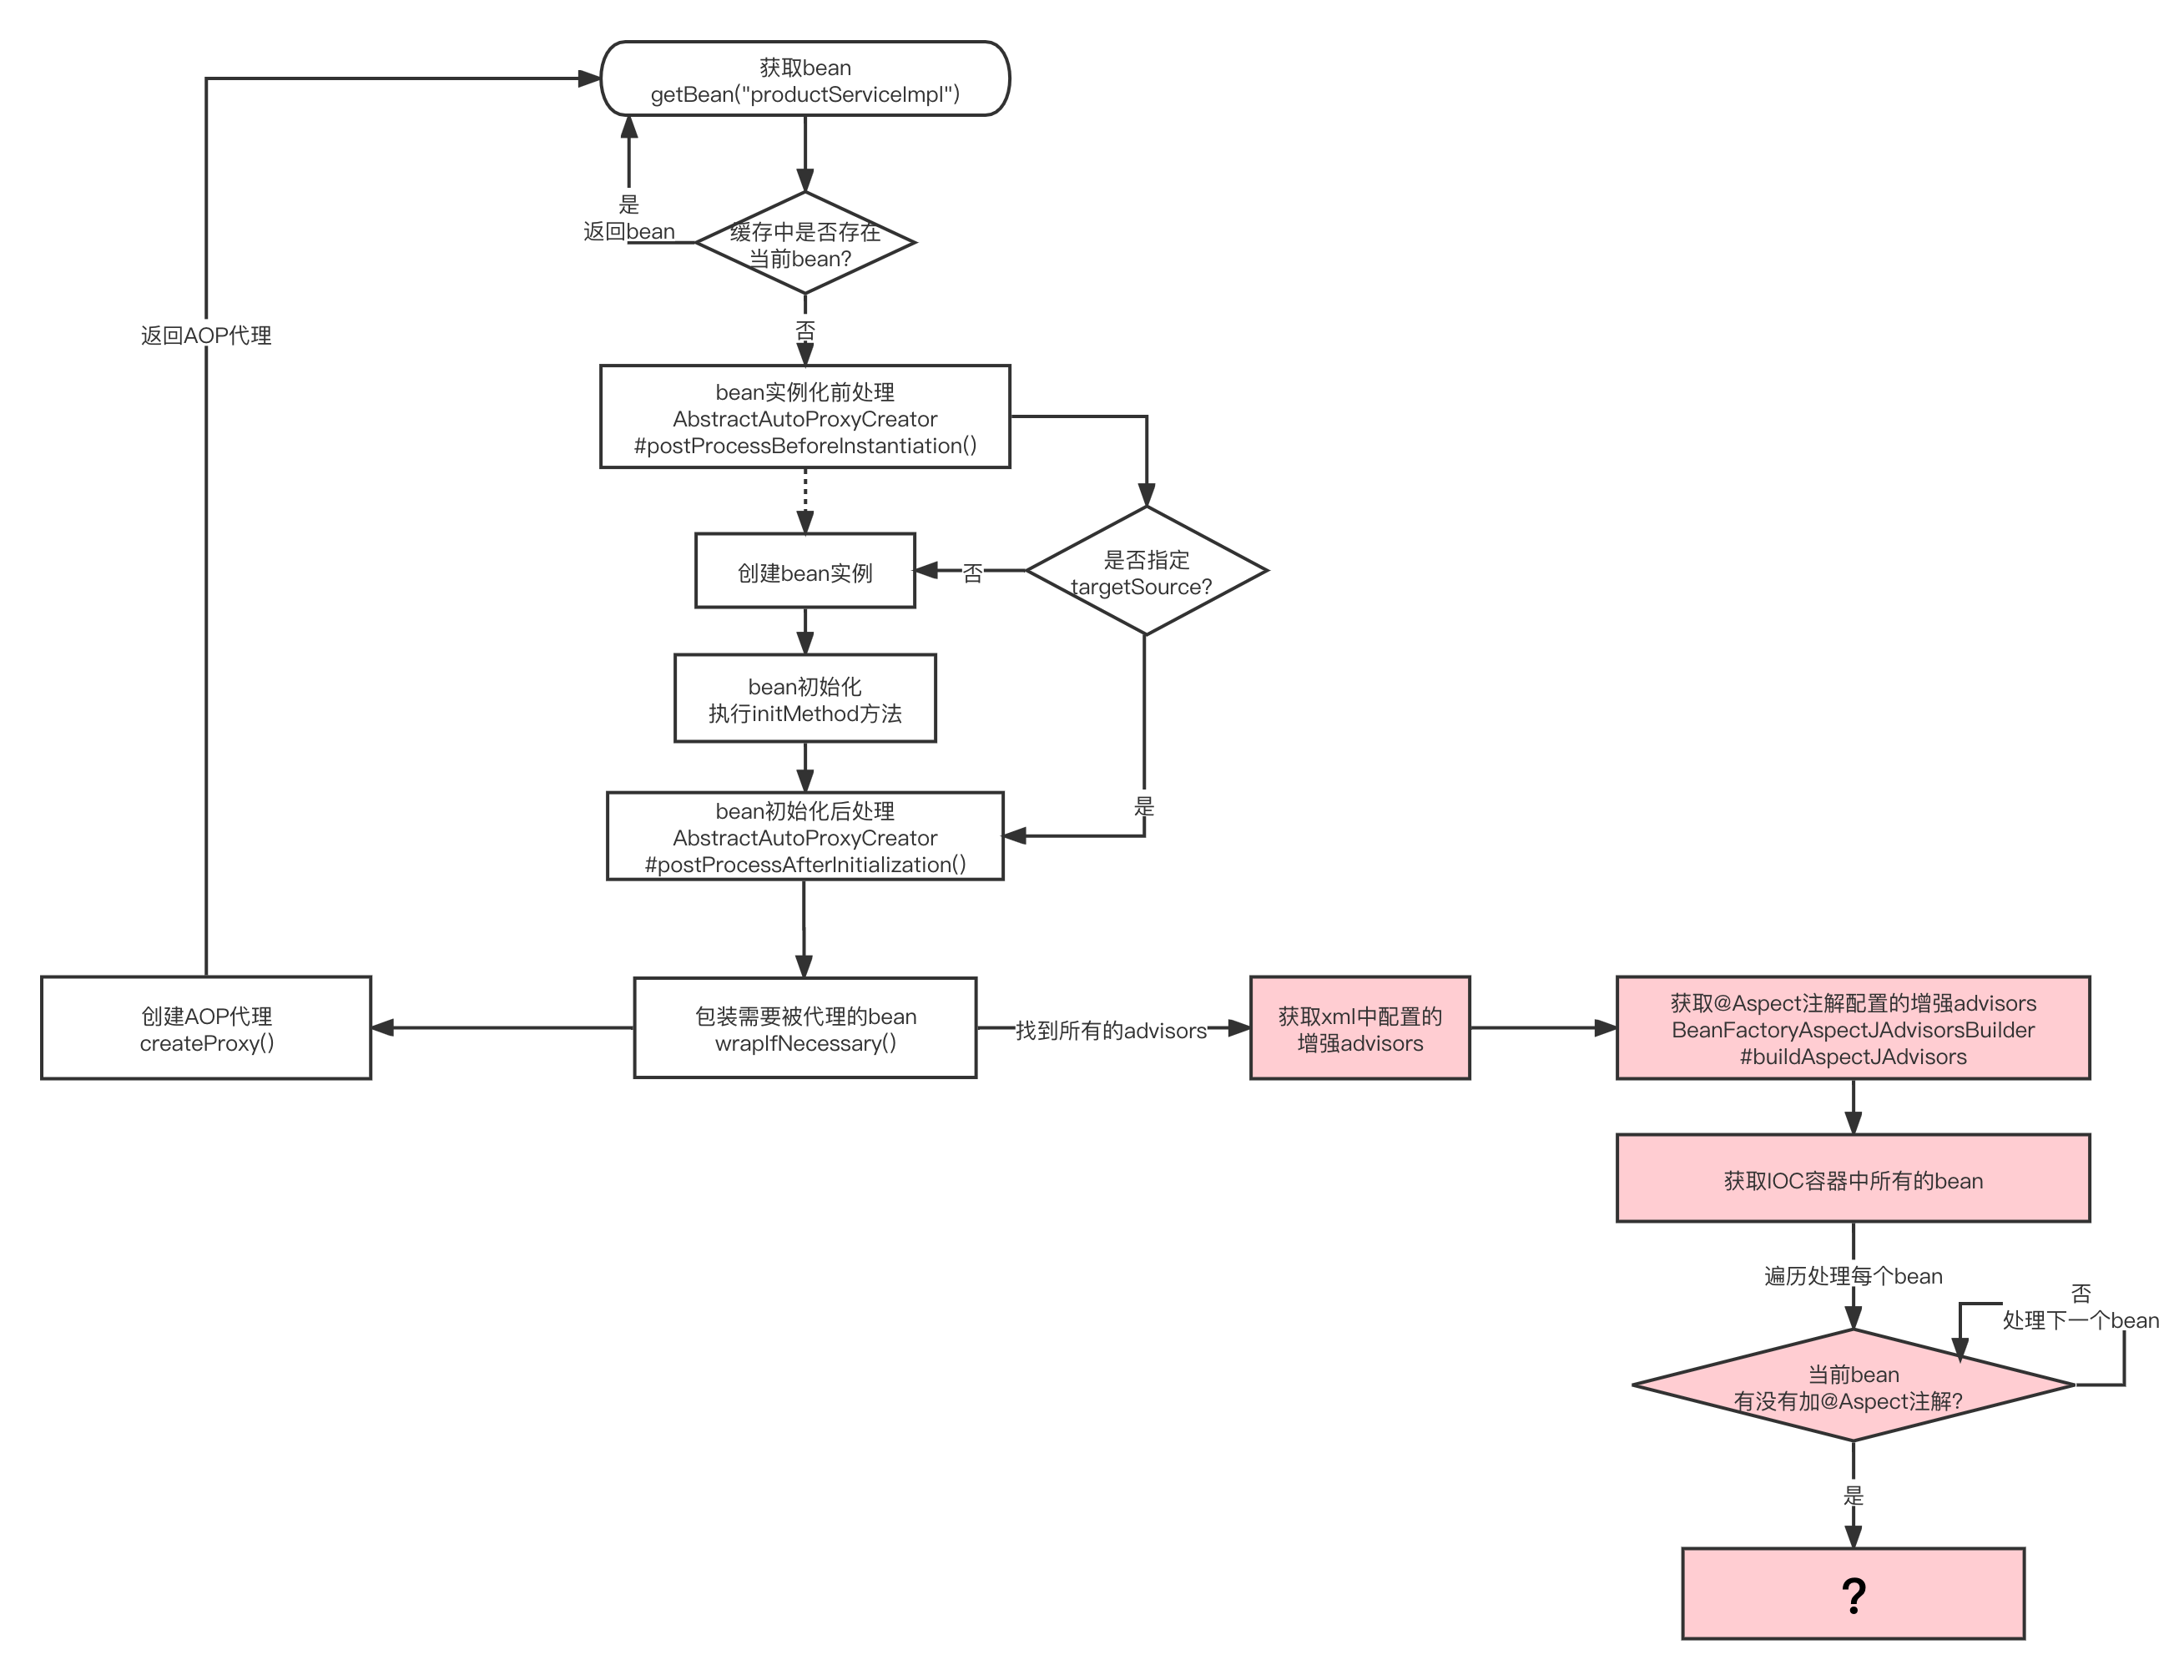 获取bean
getBean("productServiceImpl")
是
返回bean
缓存中是否存在
当前bean?
返回AOP代理
否
bean实例化前处理
AbstractAutoProxyCreator
#postProcessBeforeInstantiation()
是否指定
targetSource?
否
创建bean实例
bean初始化
执行initMethod方法
是
bean初始化后处理
AbstractAutoProxyCreator
#postProcessAfterInitialization()
创建AOP代理
createProxy()
包装需要被代理的bean
wrapIfNecessary()
找到所有的advisors
获取xml中配置的
增强advisors
获取@Aspect注解配置的增强advisors
BeanFactoryAspectJAdvisorsBuilder
#buildAspectJAdvisors
获取IOC容器中所有的bean
遍历处理每个bean
否
处理下一个bean
当前bean
有没有加@Aspect注解?
是
?